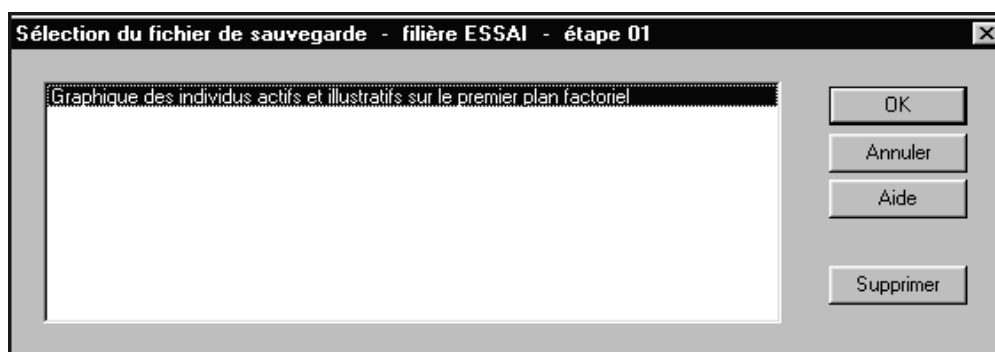 Sélection du fichier de sauvegarde - filière ESSAI - étape 01
Graphique des individus actifs et illustratifs sur le premier plan factoriel
OK
Annuler
Aide
Supprimer